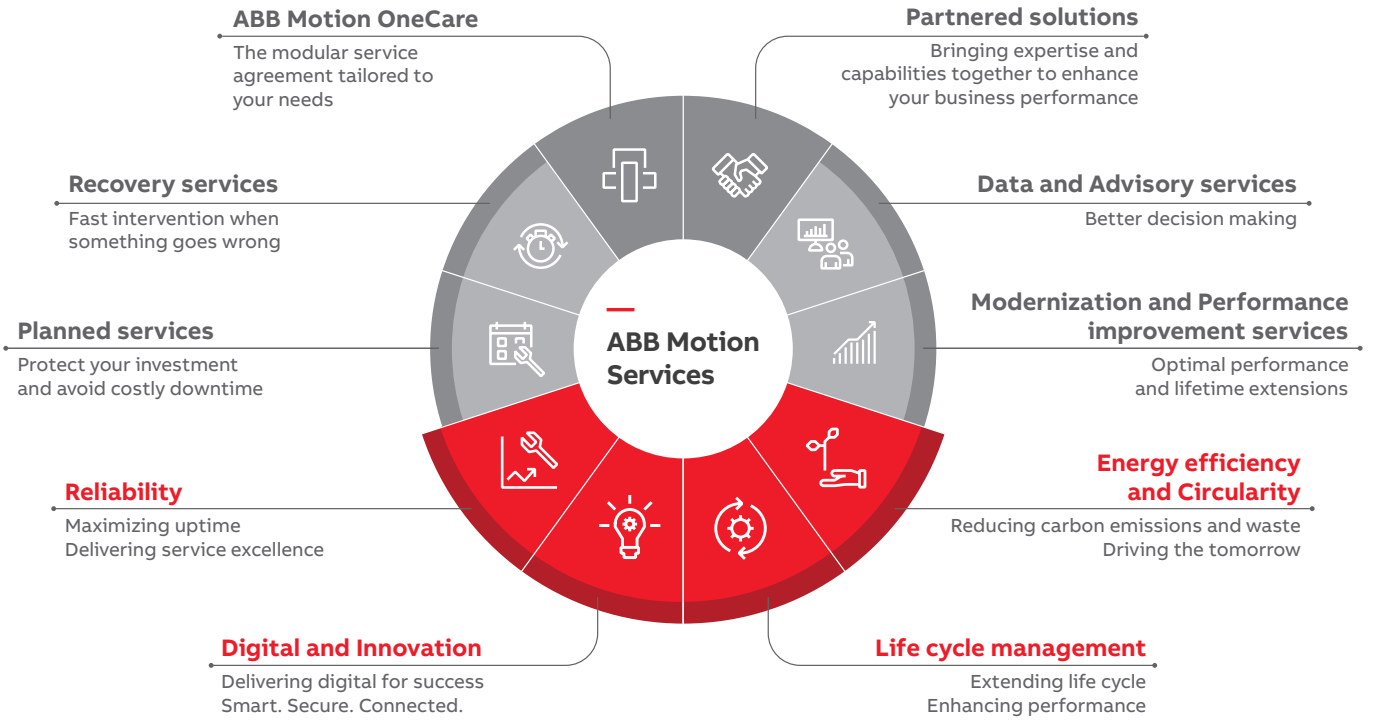 ABB Motion OneCare
The modular service
agreement tailored to
your needs
Partnered solutions
Bringing expertise and
capabilities together to enhance
your business performance
Recovery services
Fast intervention when
something goes wrong
Data and Advisory services
Better decision making
Planned services
Protect your investment
and avoid costly downtime
ABB Motion
Services
Modernization and Performance
improvement services
Optimal performance
and lifetime extensions
Reliability
Maximizing uptime
Delivering service excellence
Energy efficiency
and Circularity
Reducing carbon emissions and waste
Driving the tomorrow
Digital and Innovation
Delivering digital for success
Smart. Secure. Connected.
Life cycle management
Extending life cycle
Enhancing performance